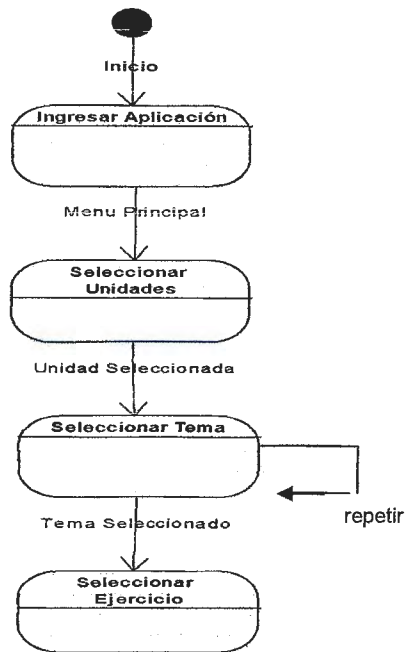 Inicio
Ingresar Aplicación
Menu Principal
Seleccionar
Unidades
Unidad Seleccionada
Seleccionar Tema
repetir
Tema Seleccionado
Seleccionar
Ejercicio